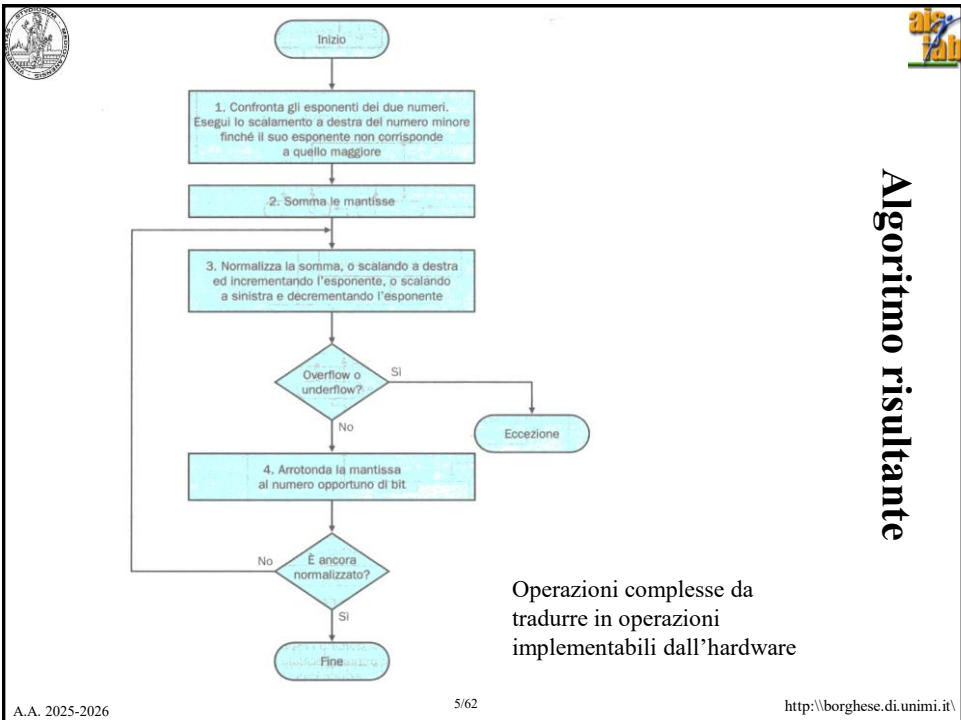 Inizio
1. Confronta gli esponenti dei due numeri.
Esegui lo scalamento a destra del numero minore
finché il suo esponente non corrisponde
a quello maggiore
2. Somma le mantisse
3. Normalizza la somma, o scalando a destra
ed incrementando l'esponente, o scalando
a sinistra e decrementando l'esponente
Overflow o
underflow?
Sì
No
Eccezione
4. Arrotonda la mantissa
al numero opportuno di bit
No
È ancora
normalizzato?
Sì
Fine
Algoritmo risultante
Operazioni complesse da
tradurre in operazioni
implementabili dall'hardware
A.A. 2025-2026
5/62
http:\\borghese.di.unimi.it\